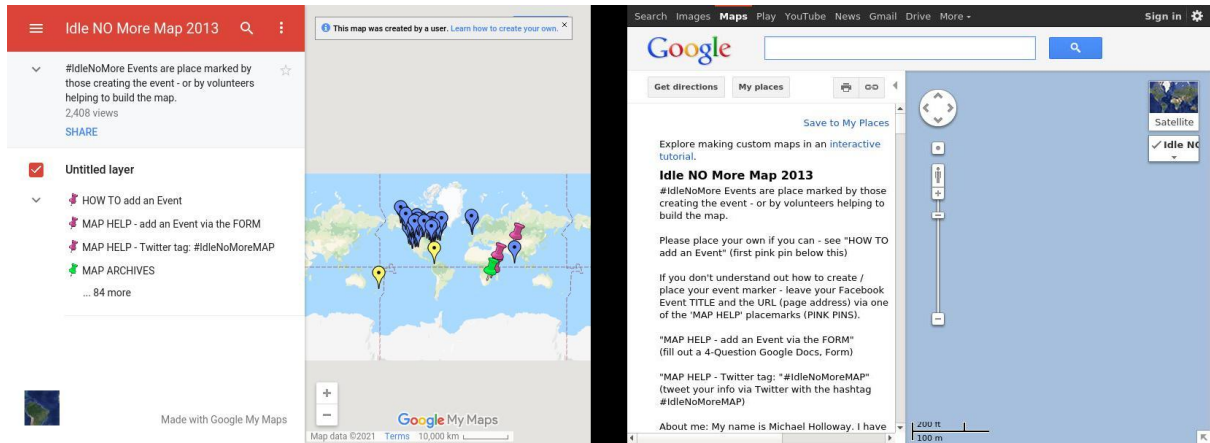 Idle NO More Map 2013
#IdleNoMore Events are place marked by
those creating the event - or by volunteers
helping to build the map.
2,408 views
SHARE
Untitled layer
HOW TO add an Event
MAP HELP - add an Event via the FORM
MAP HELP - Twitter tag: #IdleNoMoreMAP
MAP ARCHIVES
... 84 more
Made with Google My Maps
This map was created by a user. Learn how to create your own.
Google My Maps
Map data ©2021 Terms 10,000 km
Search Images Maps Play YouTube News Gmail Drive More
Sign in
Google
Get directions My places
Save to My Places
Explore making custom maps in an interactive
tutorial.
Idle NO More Map 2013
#IdleNoMore Events are place marked by those
creating the event - or by volunteers helping to
build the map.
Please place your own if you can - see "HOW TO
add an Event" (first pink pin below this)
If you don't understand out how to create /
place your event marker - leave your Facebook
Event TITLE and the URL (page address) via one
of the 'MAP HELP' placemarks (PINK PINS).
"MAP HELP - add an Event via the FORM"
(fill out a 4-Question Google Docs, Form)
"MAP HELP - Twitter tag: "#IdleNoMoreMAP"
(tweet your info via Twitter with the hashtag
#IdleNoMoreMAP)
About me: My name is Michael Holloway. I have
Satellite
Idle NO
200 ft
100 m